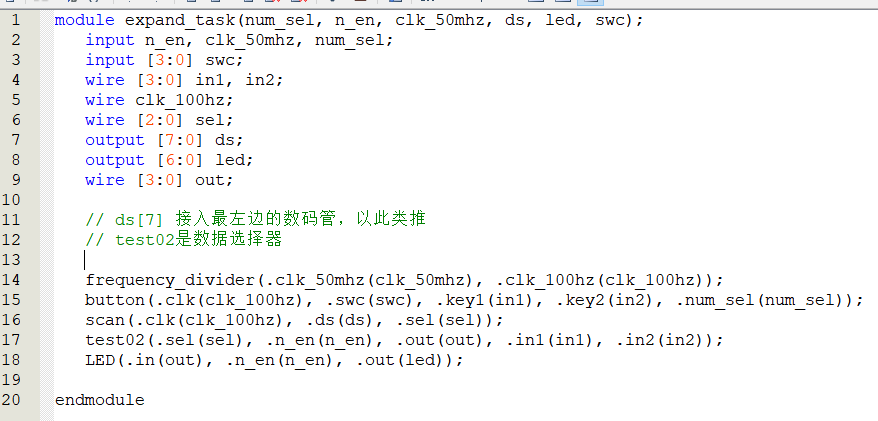 1 module expand_task(num_sel, n_en, clk_50mhz, ds, led, swc);
2 input n_en, clk_50mhz, num_sel;
3 input [3:0] swc;
4 wire [3:0] in1, in2;
5 wire clk_100hz;
6 wire [2:0] sel;
7 output [7:0] ds;
8 output [6:0] led;
9 wire [3:0] out;
10
11 // ds[7] 接入最左边的数码管，以此类推
12 // test02是数据选择器
13
14 frequency_divider(.clk_50mhz(clk_50mhz), .clk_100hz(clk_100hz));
15 button(.clk(clk_100hz), .swc(swc), .key1(in1), .key2(in2), .num_sel(num_sel));
16 scan(.clk(clk_100hz), .ds(ds), .sel(sel));
17 test02(.sel(sel), .n_en(n_en), .out(out), .in1(in1), .in2(in2));
18 LED(.in(out), .n_en(n_en), .out(led));
19
20 endmodule